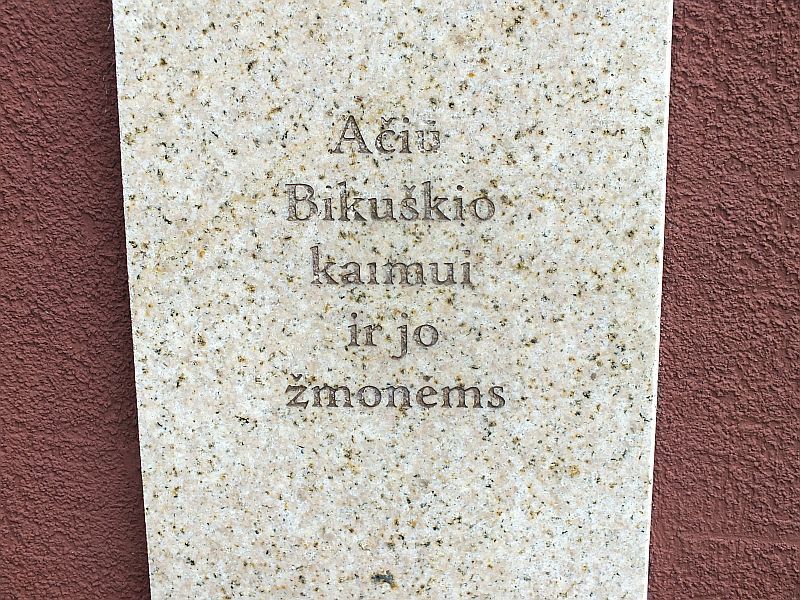 Ačiū
Bikuškio
kaimui
ir jo
žmonėms